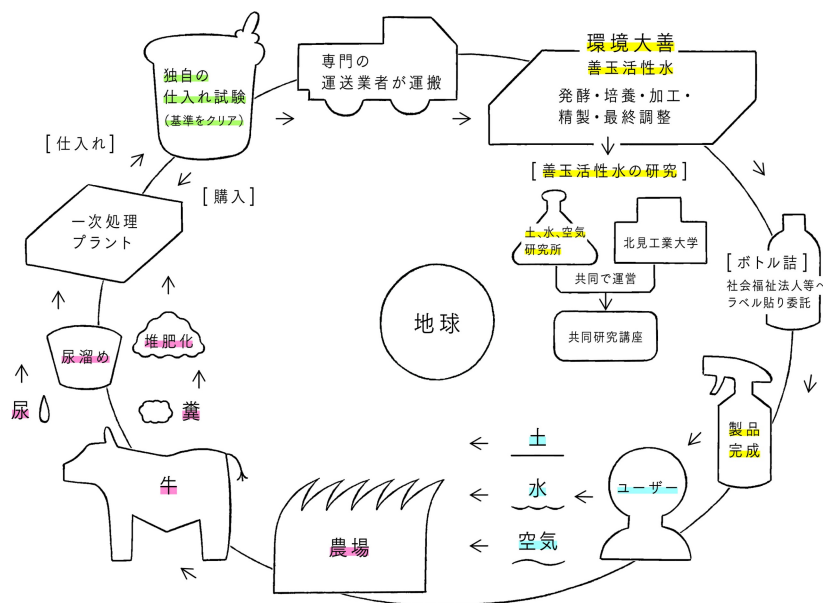 独自の
仕入れ試験
(基準をクリア)
専門の
運送業者が運搬
環境大善
善玉活性水
発酵・培養・加工・
精製・最終調整
[仕入れ]
[購入]
[善玉活性水の研究]
一次処理
プラント
土、水、空気
研究所
北見工業大学
共同で運営
共同研究講座
[ボトル詰]
社会福祉法人等へ
ラベル貼り委託
地球
尿溜め
堆肥化
尿
糞
製品
完成
牛
農場
土
水
空気
ユーザー